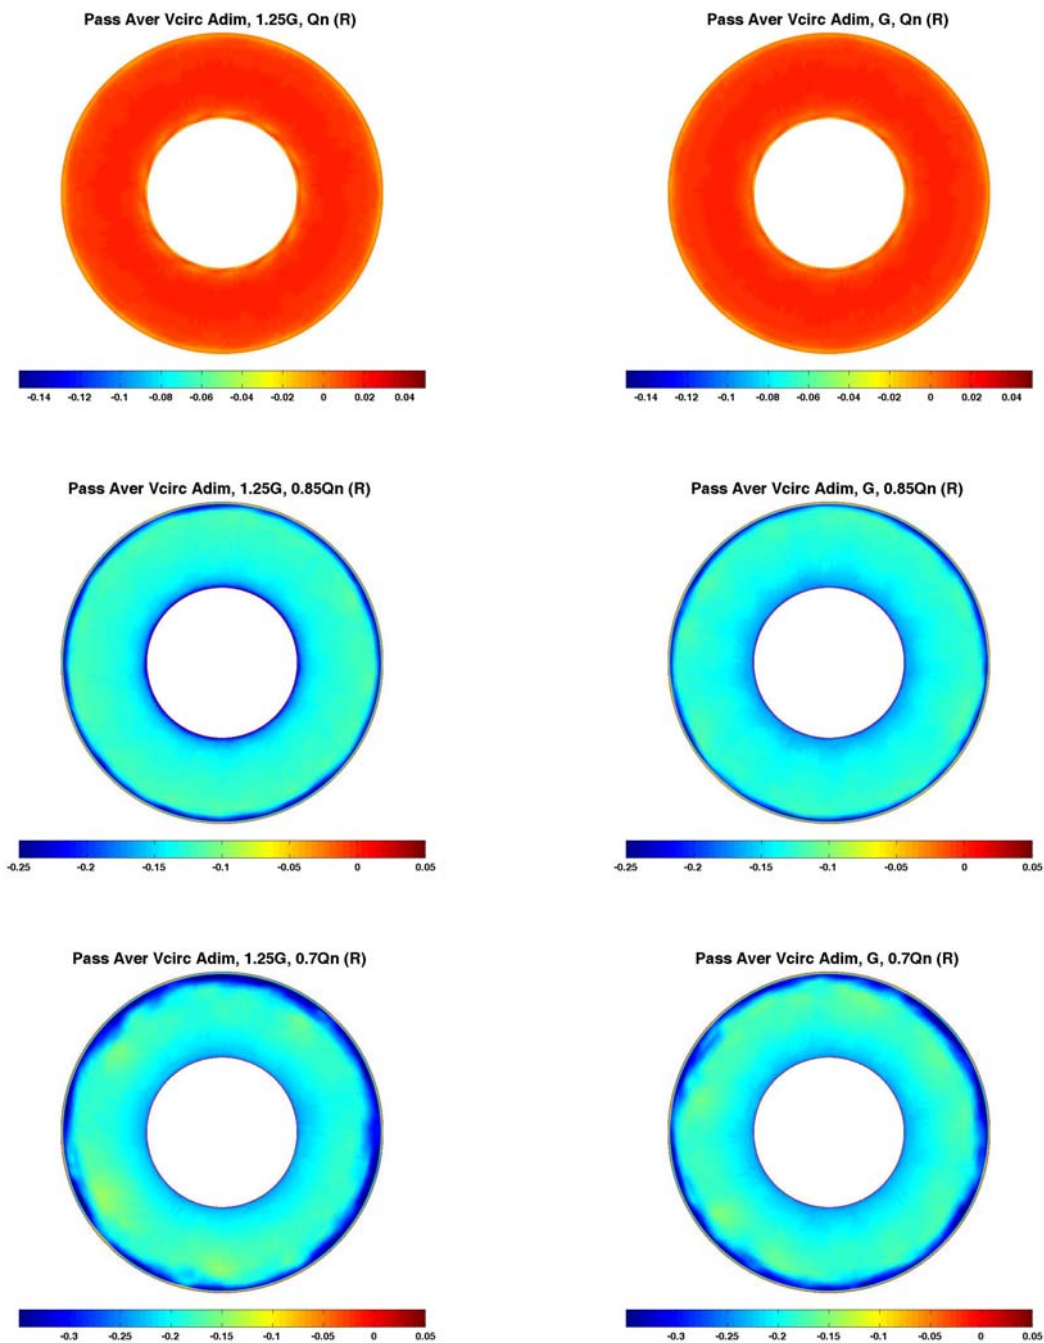 Pass Aver Vcirc Adim, 1.25G, Qn (R)
Pass Aver Vcirc Adim, G, Qn (R)
-0.14 -0.12 -0.1 -0.08 -0.06 -0.04 -0.02 0 0.02 0.04
-0.14 -0.12 -0.1 -0.08 -0.06 -0.04 -0.02 0 0.02 0.04
Pass Aver Vcirc Adim, 1.25G, 0.85Qn (R)
Pass Aver Vcirc Adim, G, 0.85Qn (R)
-0.25 -0.2 -0.15 -0.1 -0.05 0 0.05
-0.25 -0.2 -0.15 -0.1 -0.05 0 0.05
Pass Aver Vcirc Adim, 1.25G, 0.7Qn (R)
Pass Aver Vcirc Adim, G, 0.7Qn (R)
-0.3 -0.25 -0.2 -0.15 -0.1 -0.05 0 0.05
-0.3 -0.25 -0.2 -0.15 -0.1 -0.05 0 0.05